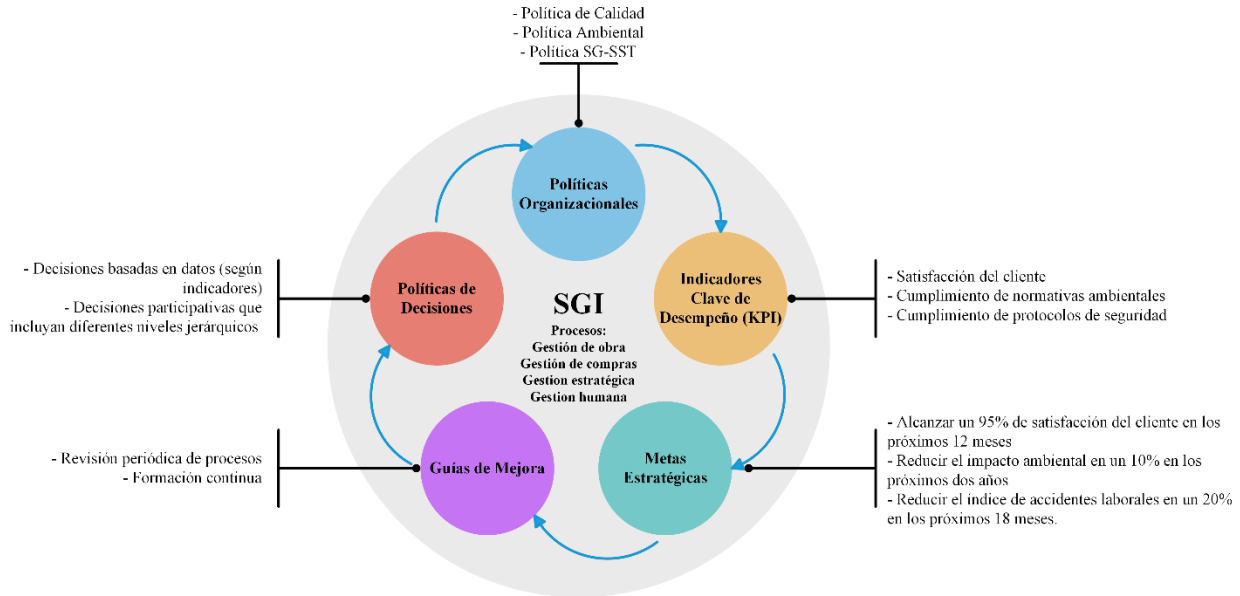 - Política de Calidad
- Política Ambiental
- Política SG-SST
Políticas
Organizacionales
Indicadores
Clave de
Desempeño (KPI)
- Satisfacción del cliente
- Cumplimiento de normativas ambientales
- Cumplimiento de protocolos de seguridad
Metas
Estratégicas
- Alcanzar un 95% de satisfacción del cliente en los
próximos 12 meses
- Reducir el impacto ambiental en un 10% en los
próximos dos años
- Reducir el índice de accidentes laborales en un 20%
en los próximos 18 meses.
Guías de Mejora
- Revisión periódica de procesos
- Formación continua
Políticas de
Decisiones
- Decisiones basadas en datos (según
indicadores)
- Decisiones participativas que
incluyan diferentes niveles jerárquicos
SGI
Procesos:
Gestión de obra
Gestión de compras
Gestion estratégica
Gestion humana